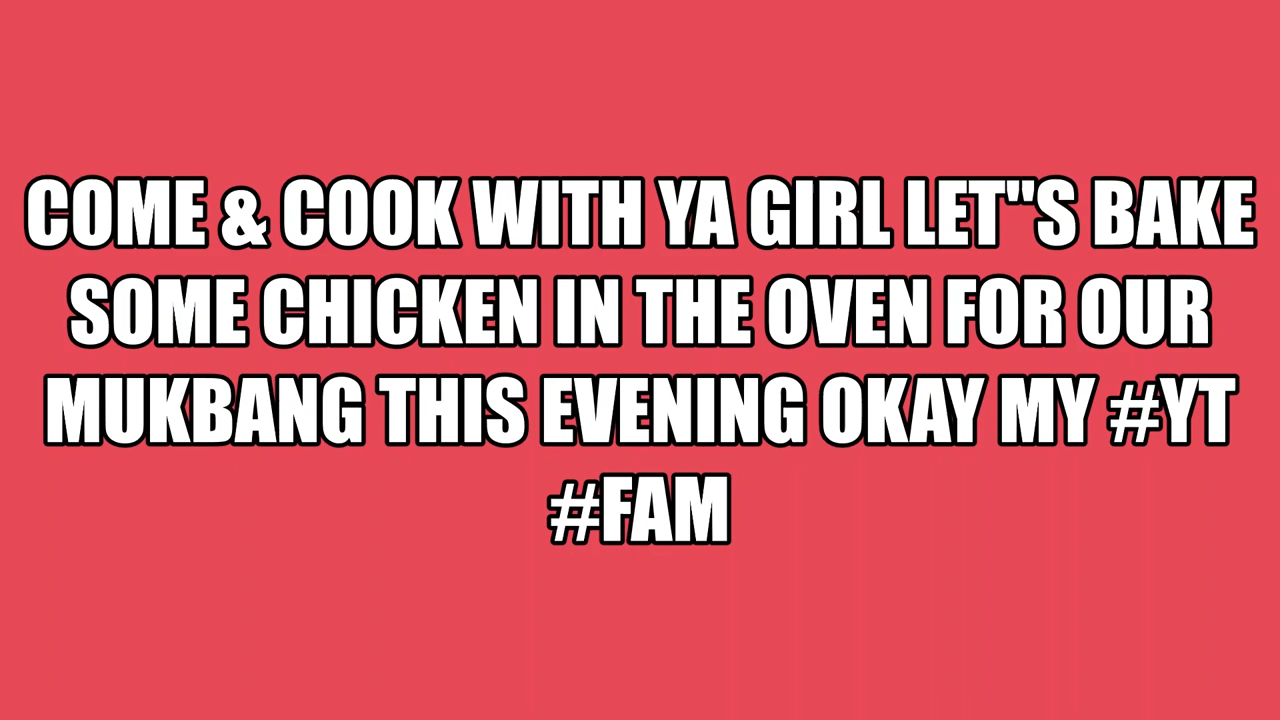 COME & COOK WITH YA GIRL LET"S BAKE
SOME CHICKEN IN THE OVEN FOR OUR
MUKBANG THIS EVENING OKAY MY #YT
#FAM